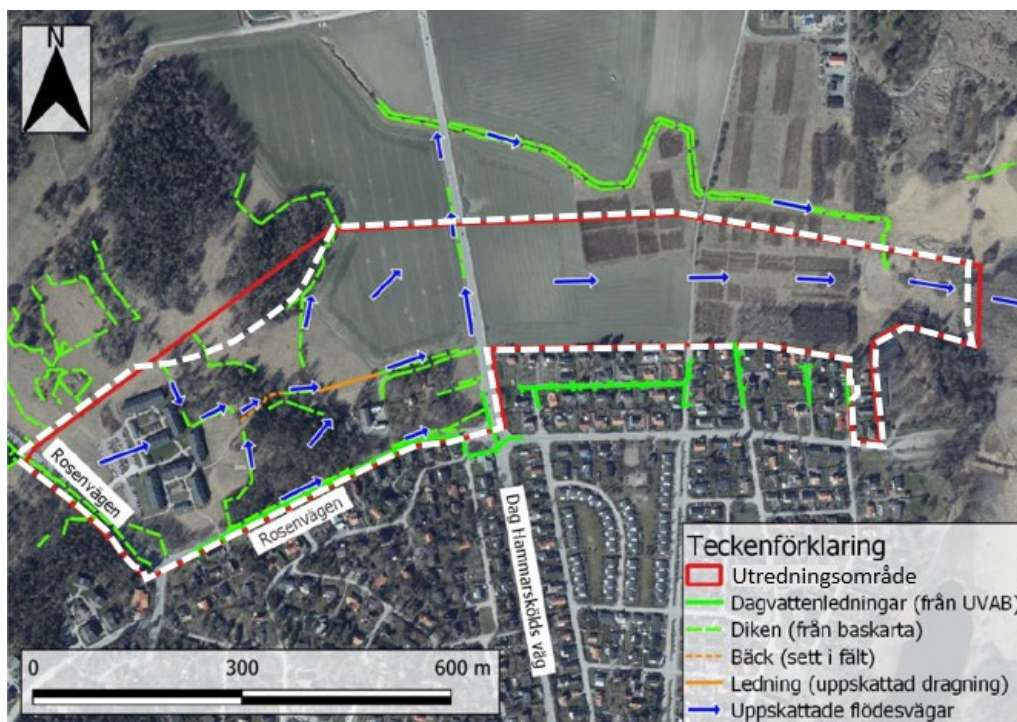 N
Rosenvägen
Rosenvägen
Dag Hammarskölds väg
Teckenförklaring
Utredningsområde
Dagvattenledningar (från UVAB)
Diken (från baskarta)
Bäck (sett i fält)
Ledning (uppskattad dragning)
Uppskattade flödesvägar
0 300 600 m